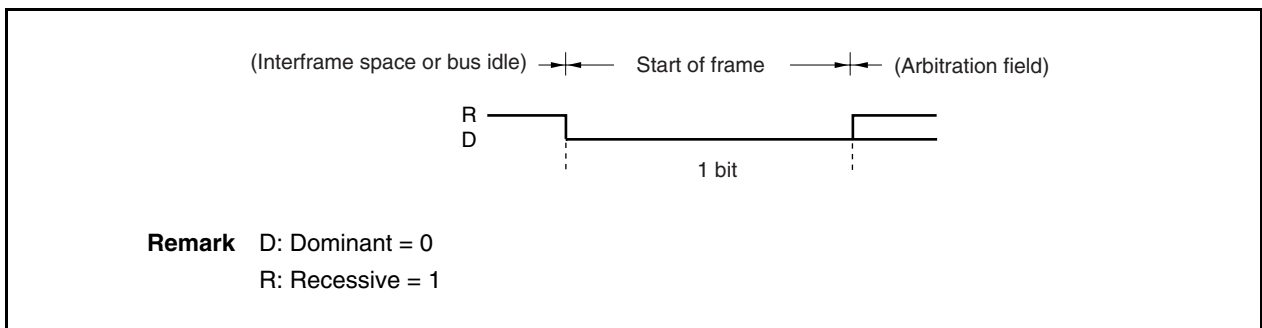 (Interframe space or bus idle) Start of frame (Arbitration field)
R
D
1 bit
Remark D: Dominant = 0
R: Recessive = 1